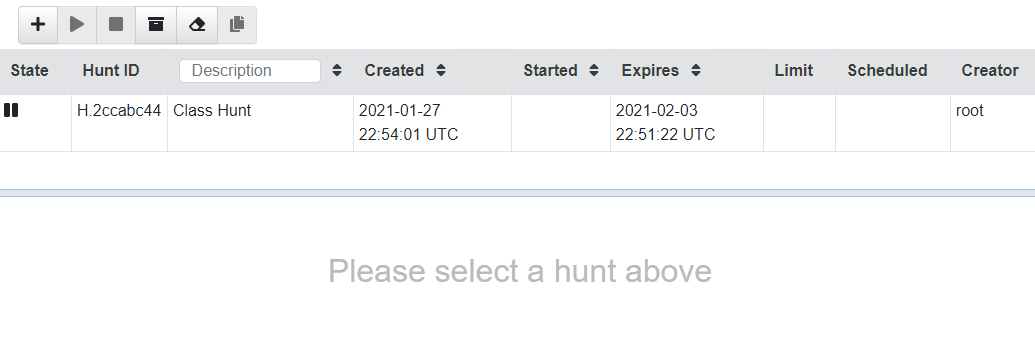 State Hunt ID Description Created Started Expires Limit Scheduled Creator
H.2ccabc44 Class Hunt 2021-01-27 2021-02-03 root
22:54:01 UTC 22:51:22 UTC
Please select a hunt above